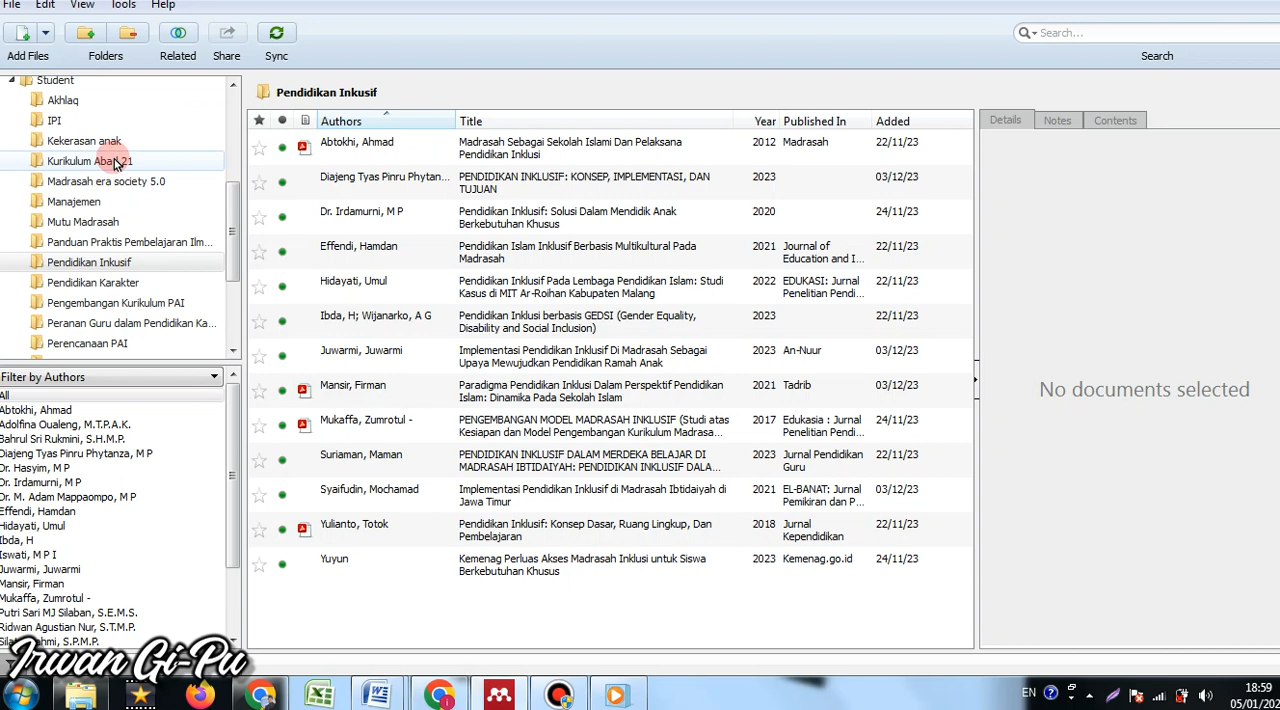 File Edit View Tools Help
Add Files Folders Related Share Sync Search... Search
Student
Akhlaq
IPI
Kekerasan anak
Kurikulum Abad 21
Madrasah era society 5.0
Manajemen
Mutu Madrasah
Panduan Praktis Pembelajaran Ilm...
Pendidikan Inkusif
Pendidikan Karakter
Pengembangan Kurikulum PAI
Peranan Guru dalam Pendidikan Ka...
Perencanaan PAI
Filter by Authors
All
Abtokhi, Ahmad
Adolfina Oualeng, M.T.P.A.K.
Bahrul Sri Rukmini, S.H.M.P.
Diajeng Tyas Pinru Phytanza, M P
Dr. Hasyim, M P
Dr. Irdamurni, M P
Dr. M. Adam Mappaompo, M P
Effendi, Hamdan
Hidayati, Umul
Ibda, H
Iswati, M P I
Juwarmi, Juwarmi
Mansir, Firman
Mukaffa, Zumrotul -
Putri Sari MJ Silaban, S.E.M.S.
Ridwan Agustian Nur, S.T.M.P.
Pendidikan Inkusif
Authors Title Year Published In Added
Abtokhi, Ahmad Madrasah Sebagai Sekolah Islami Dan Pelaksana 2012 Madrasah 22/11/23
Pendidikan Inklusi
Diajeng Tyas Pinru Phytan... PENDIDIKAN INKLUSIF: KONSEP, IMPLEMENTASI, DAN 2023 03/12/23
TUJUAN
Dr. Irdamurni, M P Pendidikan Inklusif: Solusi Dalam Mendidik Anak 2020 24/11/23
Berkebutuhan Khusus
Effendi, Hamdan Pendidikan Islam Inklusif Berbasis Multikultural Pada 2021 Journal of 22/11/23
Madrasah Education and I...
Hidayati, Umul Pendidikan Inklusif Pada Lembaga Pendidikan Islam: Studi 2022 EDUKASI: Jurnal 22/11/23
Kasus di MIT Ar-Roihan Kabupaten Malang Penelitian Pendi...
Ibda, H; Wijanarko, A G Pendidikan Inklusi berbasis GEDSI (Gender Equality, 2023 22/11/23
Disability and Social Inclusion)
Juwarmi, Juwarmi Implementasi Pendidikan Inklusif Di Madrasah Sebagai 2023 An-Nuur 03/12/23
Upaya Mewujudkan Pendidikan Ramah Anak
Mansir, Firman Paradigma Pendidikan Inklusi Dalam Perspektif Pendidikan 2021 Tadrib 03/12/23
Islam: Dinamika Pada Sekolah Islam
Mukaffa, Zumrotul - PENGEMBANGAN MODEL MADRASAH INKLUSIF (Studi atas 2017 Edukasia : Jurnal 24/11/23
Kesiapan dan Model Pengembangan Kurikulum Madrasa... Penelitian Pendi...
Suriaman, Maman PENDIDIKAN INKLUSIF DALAM MERDEKA BELAJAR DI 2023 Jurnal Pendidikan 22/11/23
MADRASAH IBTIDAIYAH: PENDIDIKAN INKLUSIF DALA... Guru
Syaifudin, Mochamad Implementasi Pendidikan Inklusif di Madrasah Ibtidaiyah di 2021 EL-BANAT: Jurnal 03/12/23
Jawa Timur Pemikiran dan P...
Yulianto, Totok Pendidikan Inklusif: Konsep Dasar, Ruang Lingkup, Dan 2018 Jurnal 22/11/23
Pembelajaran Kependidikan
Yuyun Kemenag Perluas Akses Madrasah Inklusi untuk Siswa 2023 Kemenag.go.id 24/11/23
Berkebutuhan Khusus
Details Notes Contents
No documents selected
Irwan Gi-Pu
EN 18:59